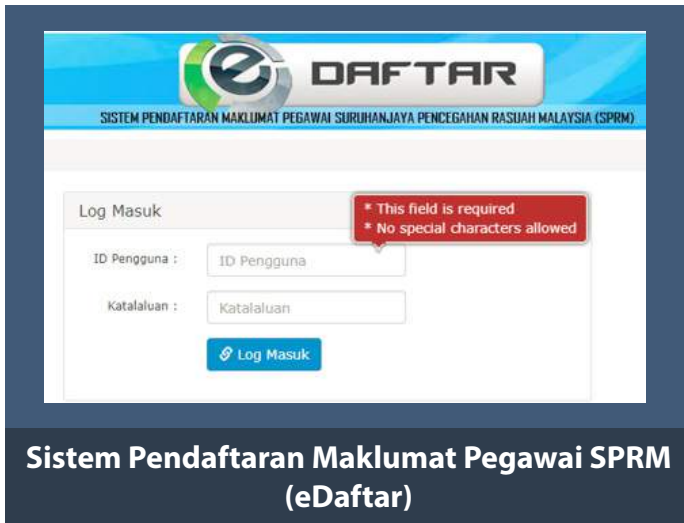 e DAFTAR
SISTEM PENDAFTARAN MAKLUMAT PEGAWAI SURUHANJAYA PENCEGAHAN RASUAH MALAYSIA (SPRM)
Log Masuk
* This field is required
* No special characters allowed
ID Pengguna :
ID Pengguna
Katalaluan :
Katalaluan
Log Masuk
Sistem Pendaftaran Maklumat Pegawai SPRM
(eDaftar)